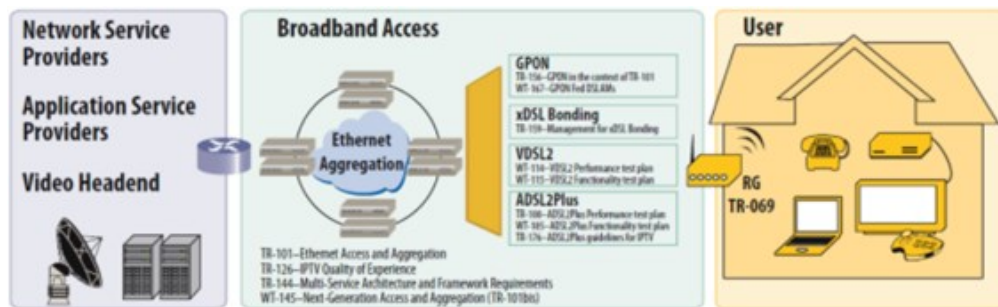 Network Service
Providers
Application Service
Providers
Video Headend
Broadband Access
Ethernet
Aggregation
GPON
TR-156–GPON in the context of TR-101
WT-167–GPON Fed DSLAMs
xDSL Bonding
TR-159–Management for xDSL Bonding
VDSL2
WT-114–VDSL2 Performance test plan
WT-115–VDSL2 Functionality test plan
ADSL2Plus
TR-100–ADSL2Plus Performance test plan
WT-105–ADSL2Plus Functionality test plan
TR-176–ADSL2Plus guidelines for IPTV
TR-101–Ethernet Access and Aggregation
TR-126–IPTV Quality of Experience
TR-144–Multi-Service Architecture and Framework Requirements
WT-145–Next-Generation Access and Aggregation (TR-101bis)
User
RG
TR-069